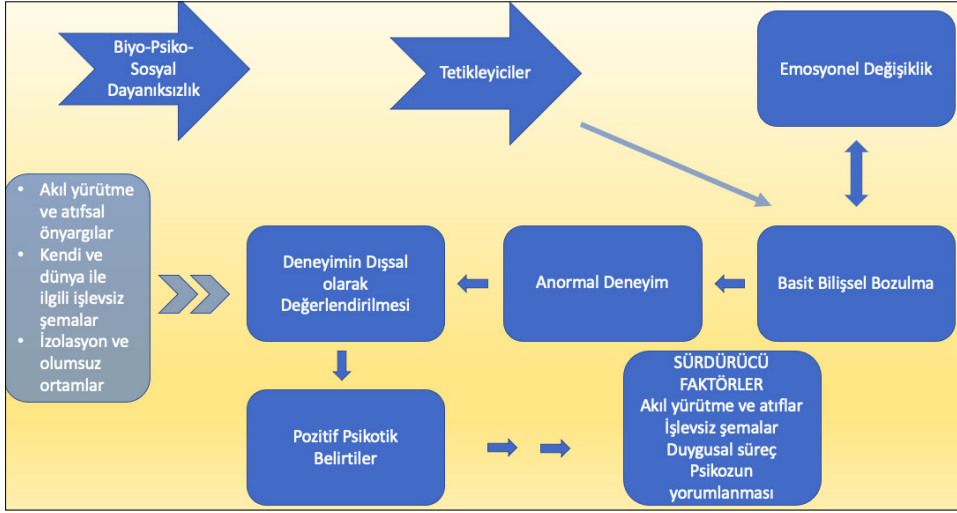 Biyo-Psiko-
Sosyal
Dayanıksızlık
Tetikleyiciler
Emosyonel Değişiklik
• Akıl yürütme
ve atıfsal
önyargılar
• Kendi ve
dünya ile
ilgili işlevsiz
şemalar
• İzolasyon ve
olumsuz
ortamlar
Deneyimin Dışsal
olarak
Değerlendirilmesi
Anormal Deneyim
Basit Bilişsel Bozulma
Pozitif Psikotik
Belirtiler
SÜRDÜRÜCÜ
FAKTÖRLER
Akıl yürütme ve atıflar
İşlevsiz şemalar
Duygusal süreç
Psikozun
yorumlanması